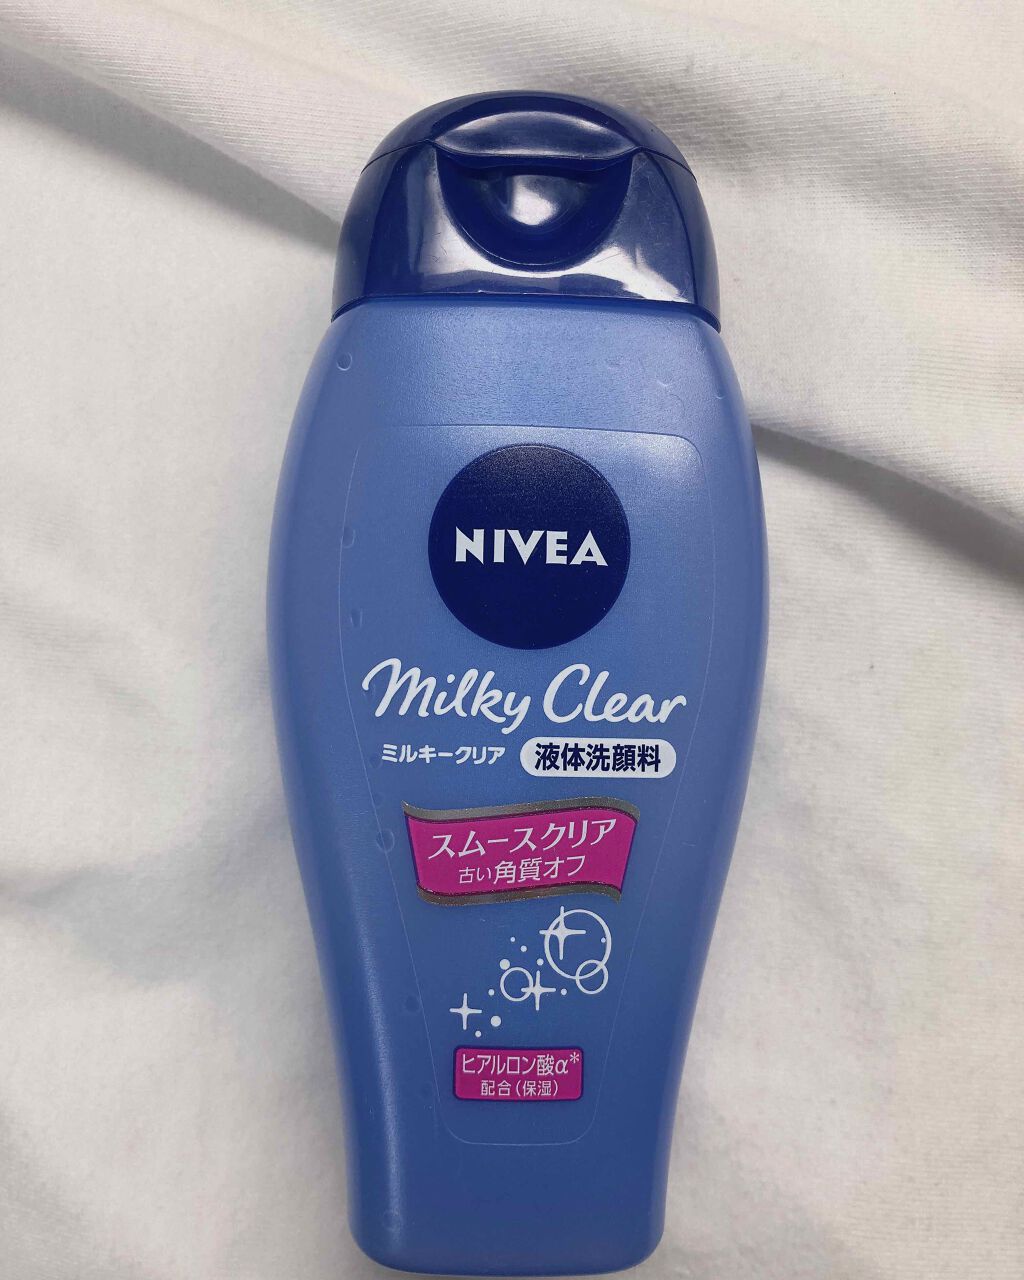 NIVEA
Milky Clear
ミルキークリア 液体洗顔料
スムースクリア
古い角質オフ
ヒアルロン酸α*
配合(保湿)